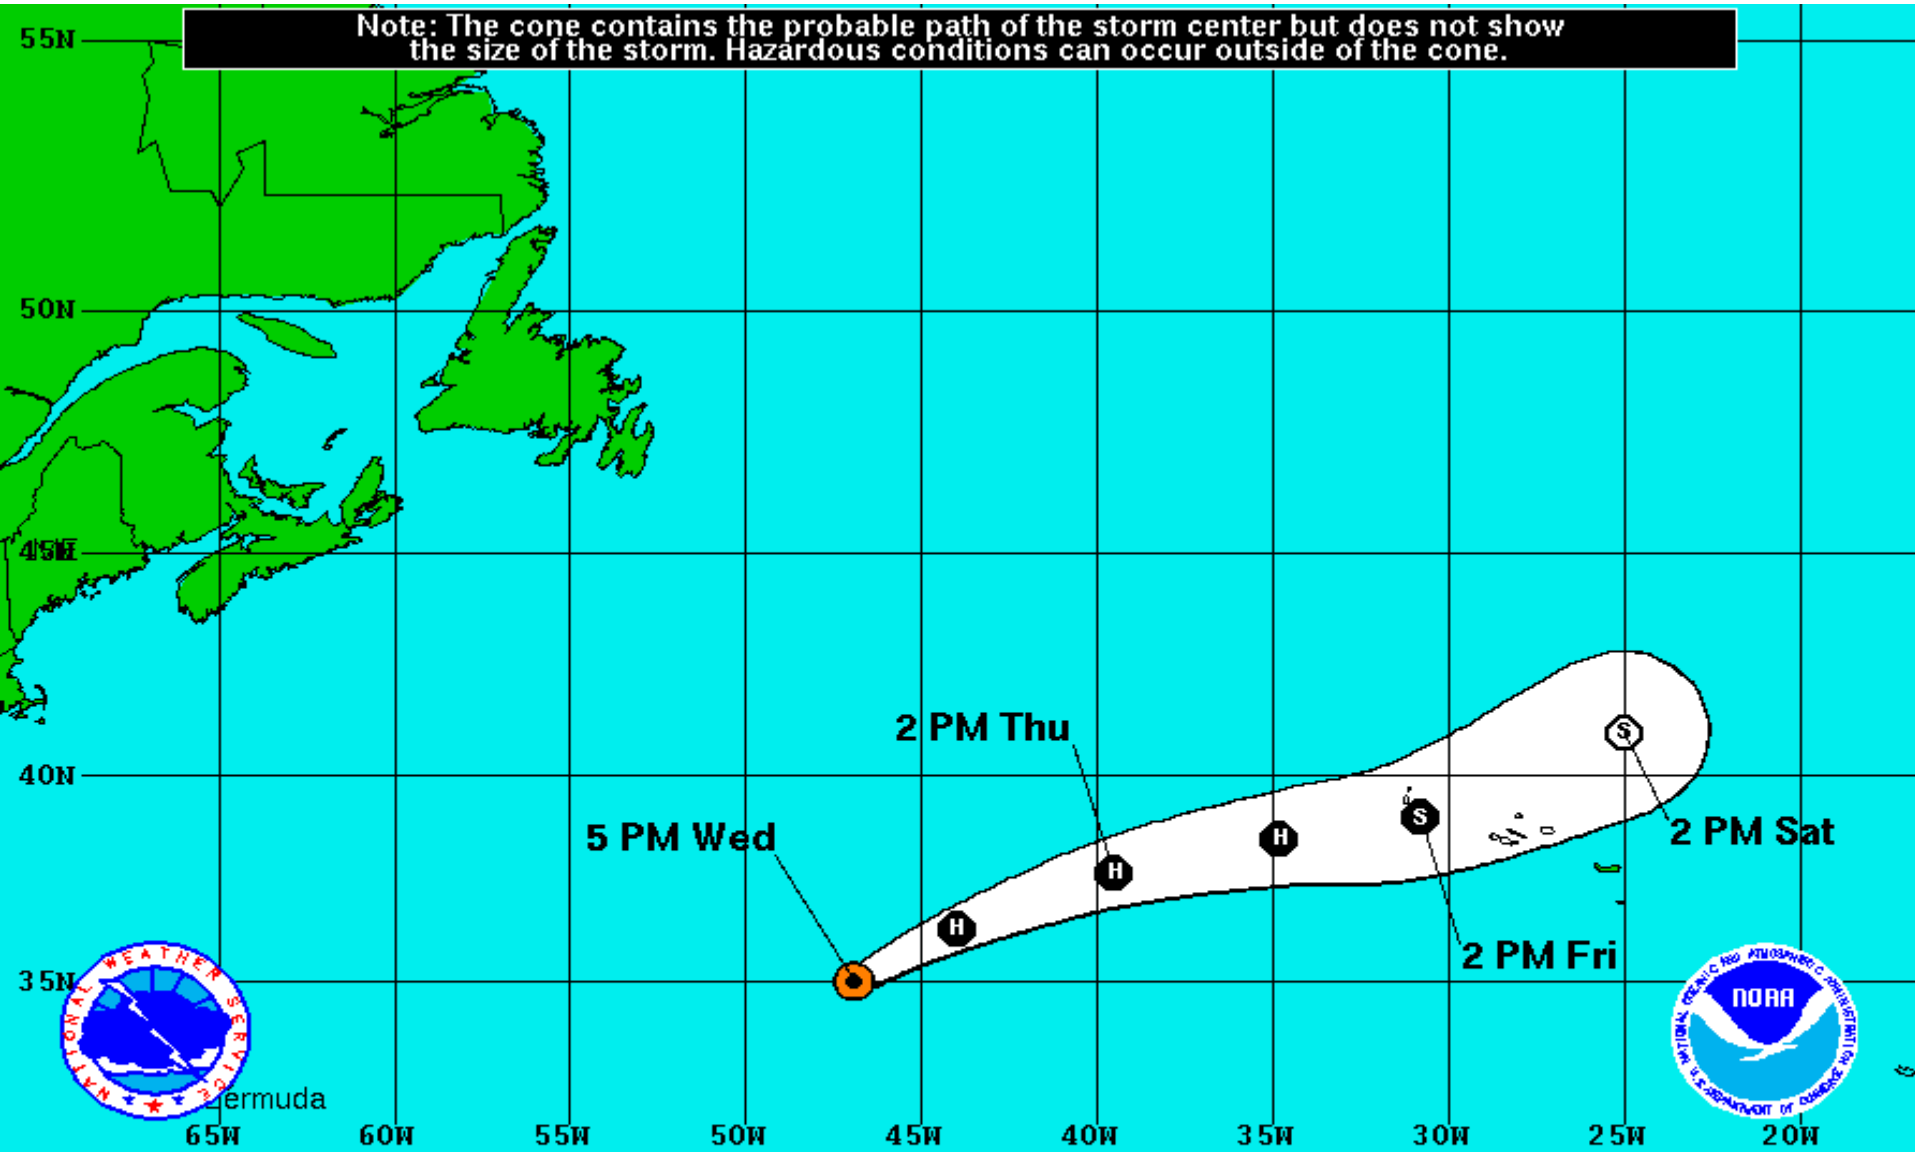 Note: The cone contains the probable path of the storm center but does not show
the size of the storm. Hazardous conditions can occur outside of the cone.
55N
50N
45N
2 PM Thu
40N
5 PM Wed
2 PM Sat
2 PM Fri
35N
H
H
H
S
S
NATIONAL WEATHER SERVICE
NOAA
ermuda
65W 60W 55W 50W 45W 40W 35W 30W 25W 20W